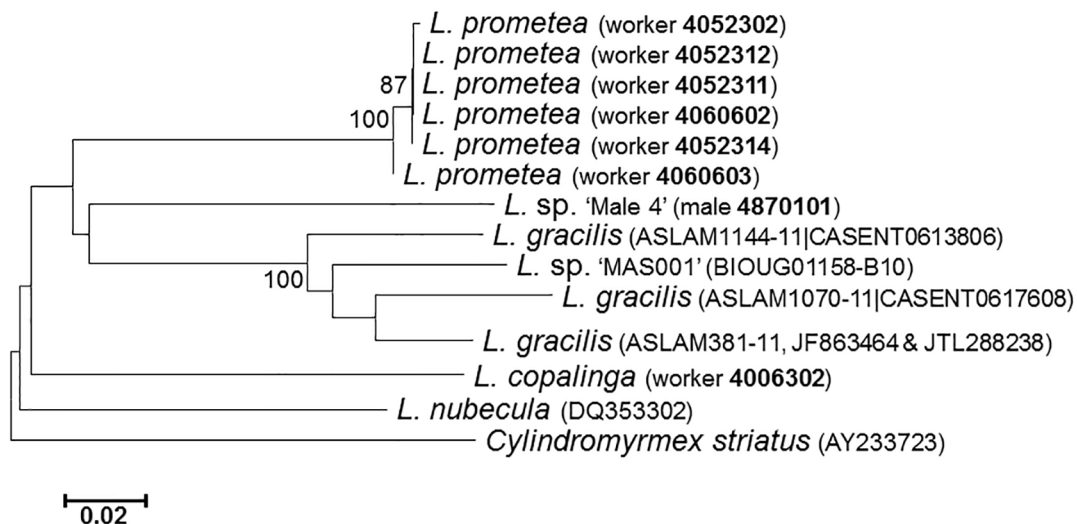 L. prometea (worker 4052302)
L. prometea (worker 4052312)
87
L. prometea (worker 4052311)
100
L. prometea (worker 4060602)
L. prometea (worker 4052314)
L. prometea (worker 4060603)
L. sp. ‘Male 4’ (male 4870101)
L. gracilis (ASLAM1144-11|CASENT0613806)
100
L. sp. ‘MAS001’ (BIOUG01158-B10)
L. gracilis (ASLAM1070-11|CASENT0617608)
L. gracilis (ASLAM381-11, JF863464 & JTL288238)
L. copalinga (worker 4006302)
L. nubecula (DQ353302)
Cylindromyrmex striatus (AY233723)
0.02